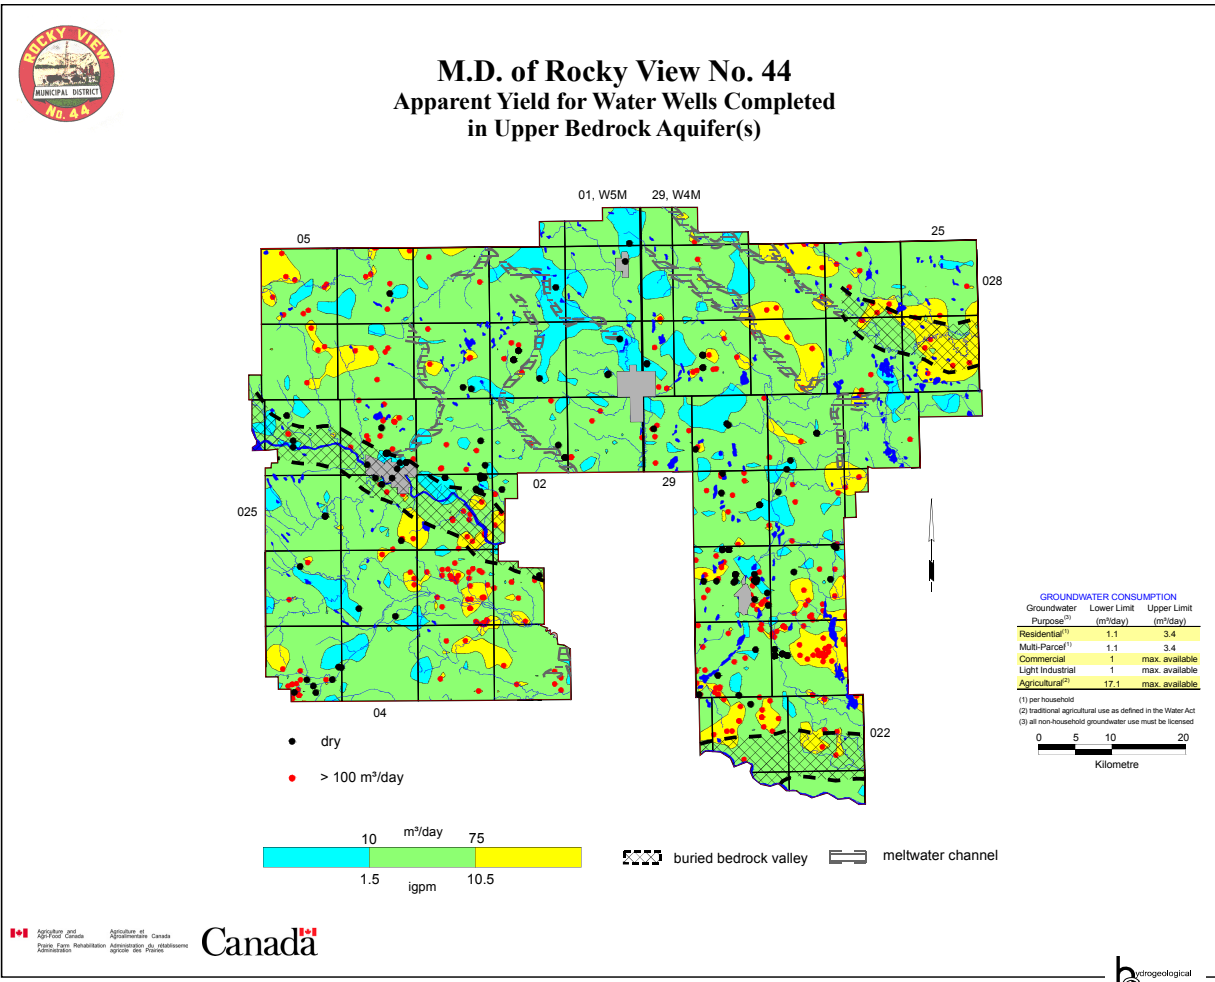 ROCKY VIEW
MUNICIPAL DISTRICT
No. 44
M.D. of Rocky View No. 44
Apparent Yield for Water Wells Completed
in Upper Bedrock Aquifer(s)
01, W5M 29, W4M
05
25
028
02
29
025
04
022
GROUNDWATER CONSUMPTION
Groundwater Lower Limit Upper Limit
Purpose(3) (m³/day) (m³/day)
Residential(1) 1.1 3.4
Multi-Parcel(1) 1.1 3.4
Commercial 1 max. available
Light Industrial 1 max. available
Agricultural(2) 17.1 max. available
(1) per household
(2) traditional agricultural use as defined in the Water Act
(3) all non-household groundwater use must be licensed
0 5 10 20
Kilometre
dry
> 100 m³/day
10 m³/day 75
1.5 igpm 10.5
buried bedrock valley
meltwater channel
Agriculture and Agriculture et
Agri-Food Canada Agroalimentaire Canada
Prairie Farm Rehabilitation Administration du rétablisseme
Administration agricole des Prairies
Canada
hydrogeological